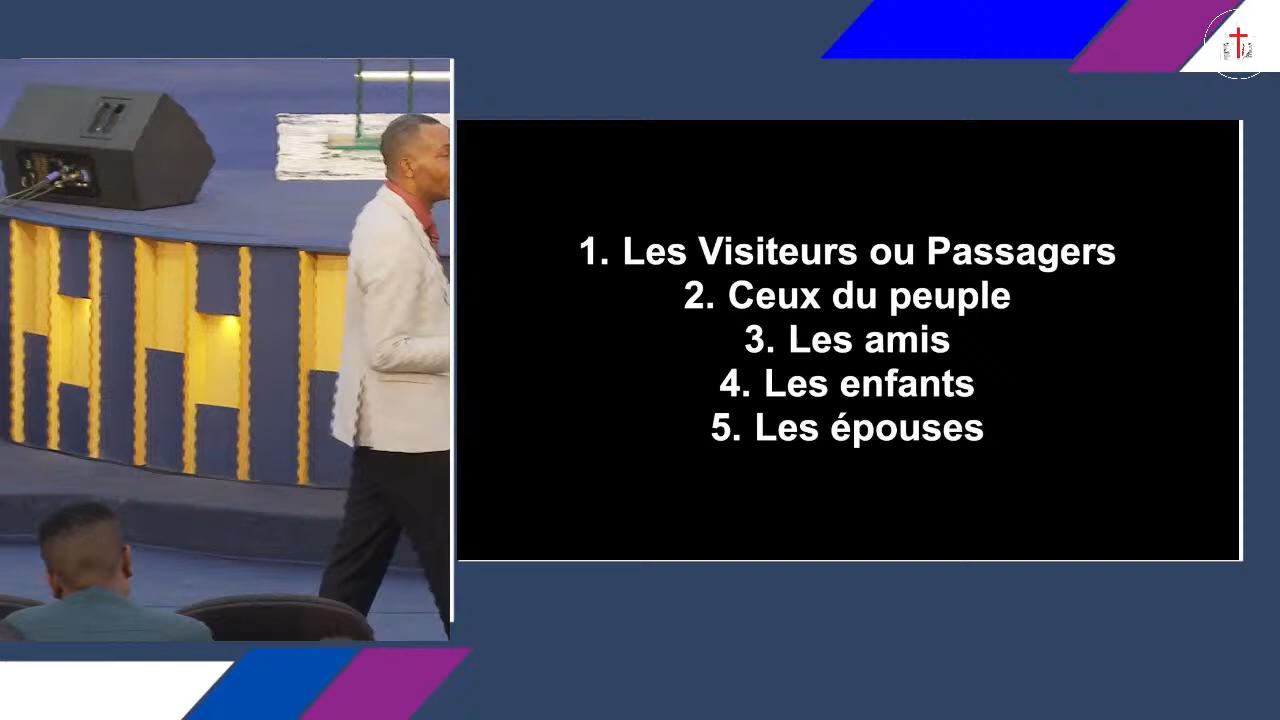 1. Les Visiteurs ou Passagers
2. Ceux du peuple
3. Les amis
4. Les enfants
5. Les épouses